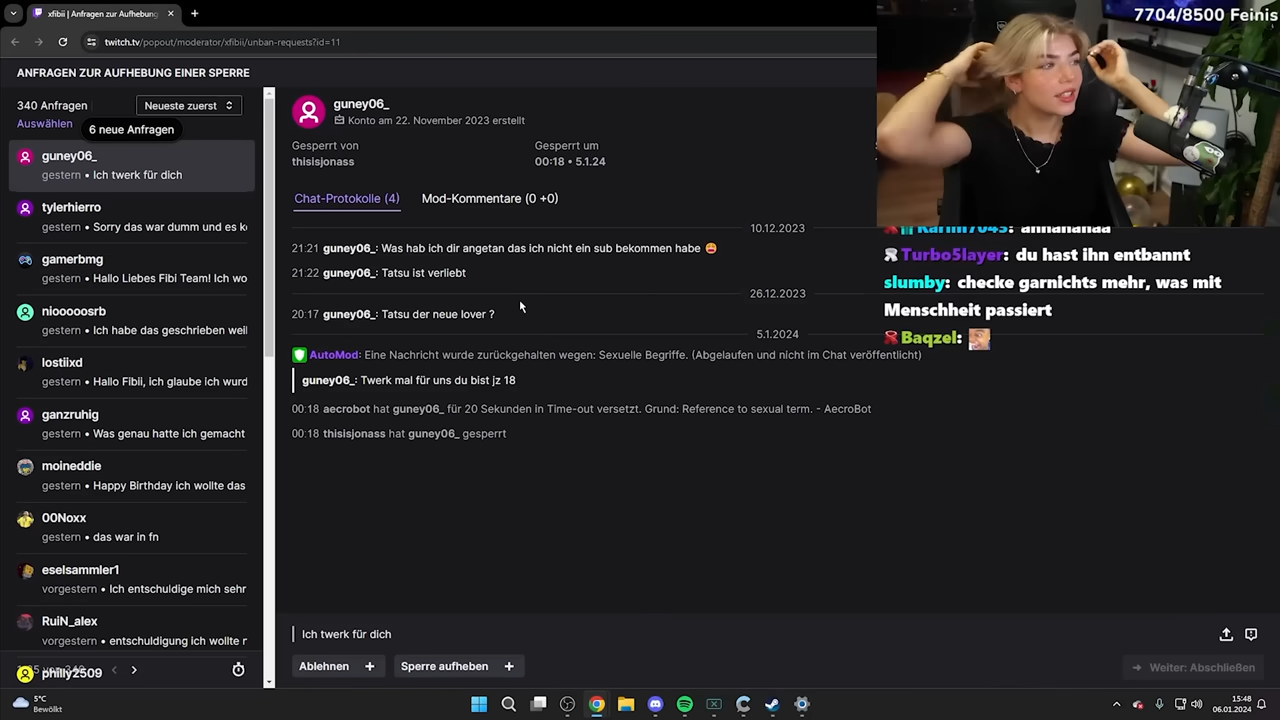 xfibii | Anfragen zur Aufhebung
twitch.tv/popout/moderator/xfibii/unban-requests?id=11
7704/8500 Feinis
ANFRAGEN ZUR AUFHEBUNG EINER SPERRE
340 Anfragen
Neueste zuerst
Auswählen
6 neue Anfragen
guney06_
gestern • Ich twerk für dich
tylerhierro
gestern • Sorry das war dumm und es k
gamerbmg
gestern • Hallo Liebes Fibi Team! Ich wo
niooooosrb
gestern • Ich habe das geschrieben weil
lostiixd
gestern • Hallo Fibii, ich glaube ich wurd
ganzruhig
gestern • Was genau hatte ich gemacht
moineddie
gestern • Happy Birthday ich wollte das
00Noxx
gestern • das war in fn
eselsammler1
vorgestern • Ich entschuldige mich sehr
RuiN_alex
vorgestern • entschuldigung ich wollte r
philly2509
guney06_
Konto am 22. November 2023 erstellt
Gesperrt von
thisisjonass
Gesperrt um
00:18 • 5.1.24
Chat-Protokolle (4)
Mod-Kommentare (0 +0)
10.12.2023
21:21 guney06_: Was hab ich dir angetan das ich nicht ein sub bekommen habe
21:22 guney06_: Tatsu ist verliebt
26.12.2023
20:17 guney06_: Tatsu der neue lover ?
5.1.2024
AutoMod: Eine Nachricht wurde zurückgehalten wegen: Sexuelle Begriffe. (Abgelaufen und nicht im Chat veröffentlicht)
guney06_: Twerk mal für uns du bist jz 18
00:18 aecrobot hat guney06_ für 20 Sekunden in Time-out versetzt. Grund: Reference to sexual term. - AecroBot
00:18 thisisjonass hat guney06_ gesperrt
Karim7043: ahhahahaa
Turbo5layer: du hast ihn entbannt
slumby: checke garnichts mehr, was mit
Menschheit passiert
Baqzel:
Ich twerk für dich
Ablehnen +
Sperre aufheben +
Weiter: Abschließen
5°C
Bewölkt
15:48
06.01.2024